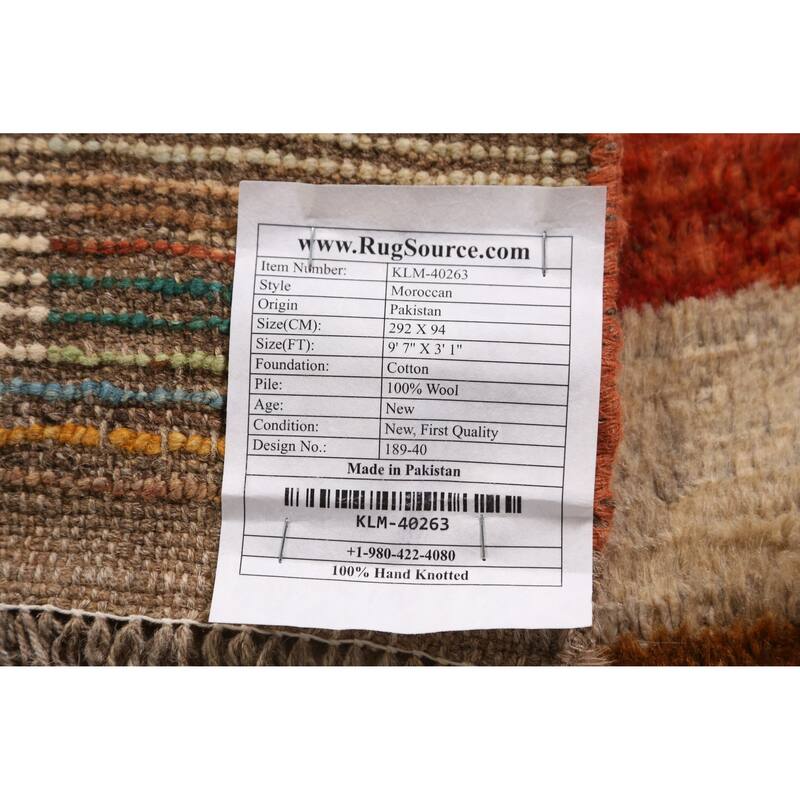 www.RugSource.com
Item Number: KLM-40263
Style Moroccan
Origin Pakistan
Size(CM): 292 X 94
Size(FT): 9' 7" X 3' 1"
Foundation: Cotton
Pile: 100% Wool
Age: New
Condition: New, First Quality
Design No.: 189-40
Made in Pakistan
KLM-40263
+1-980-422-4080
100% Hand Knotted